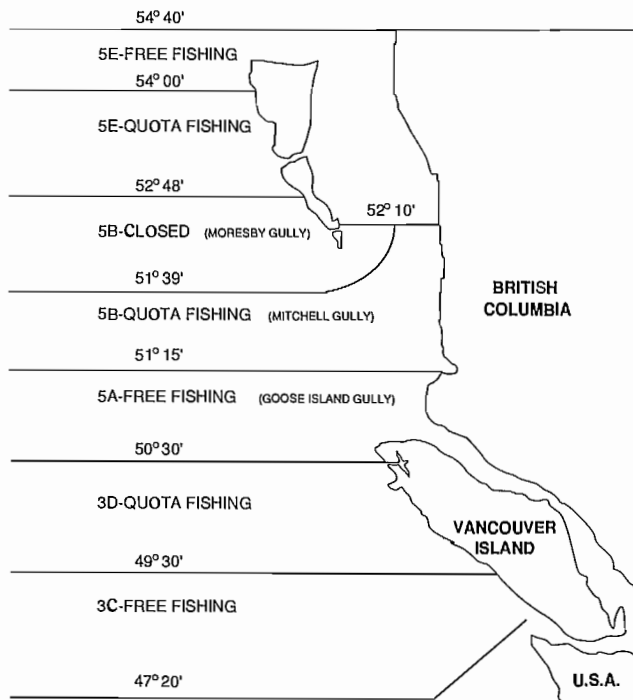 54° 40'
5E-FREE FISHING
54° 00'
5E-QUOTA FISHING
52° 48'
52° 10'
5B-CLOSED (MORESBY GULLY)
51° 39'
5B-QUOTA FISHING (MITCHELL GULLY)
BRITISH
COLUMBIA
51° 15'
5A-FREE FISHING (GOOSE ISLAND GULLY)
50° 30'
3D-QUOTA FISHING
VANCOUVER
ISLAND
49° 30'
3C-FREE FISHING
47° 20'
U.S.A.